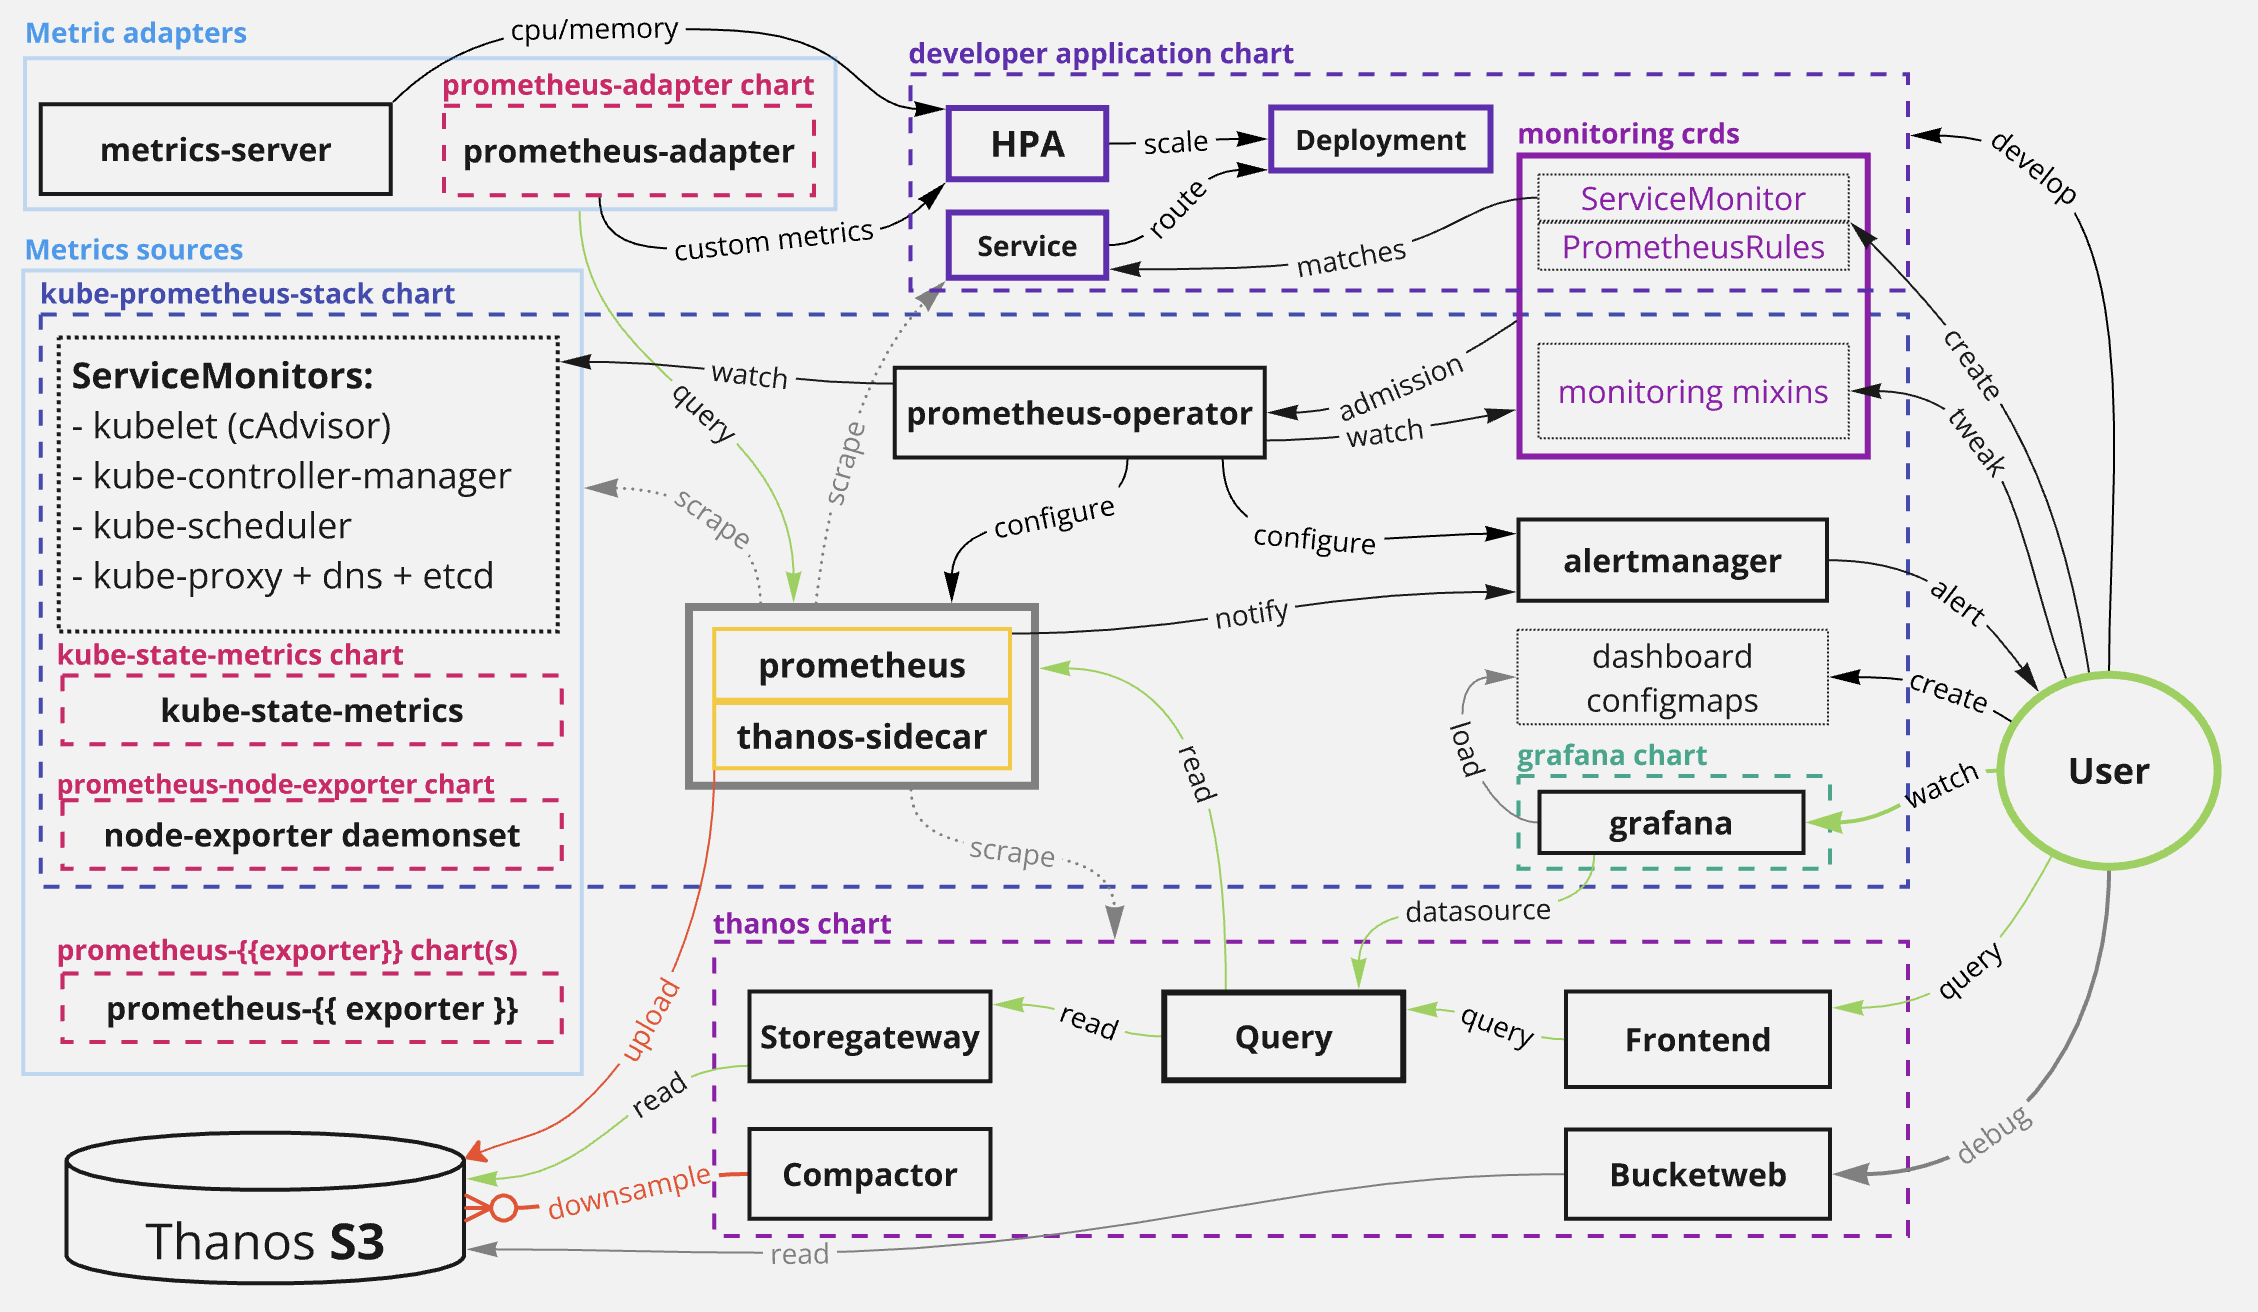 Metric adapters
cpu/memory
developer application chart
prometheus-adapter chart
metrics-server
prometheus-adapter
HPA
scale
Deployment
monitoring crds
develop
ServiceMonitor
PrometheusRules
route
Service
matches
custom metrics
Metrics sources
kube-prometheus-stack chart
ServiceMonitors:
- kubelet (cAdvisor)
- kube-controller-manager
- kube-scheduler
- kube-proxy + dns + etcd
watch
query
scrape
scrape
prometheus-operator
admission
watch
monitoring mixins
create
tweak
configure
configure
alertmanager
alert
notify
prometheus
thanos-sidecar
dashboard
configmaps
create
load
read
grafana chart
grafana
watch
User
kube-state-metrics chart
kube-state-metrics
prometheus-node-exporter chart
node-exporter daemonset
scrape
datasource
prometheus-{{exporter}} chart(s)
prometheus-{{ exporter }}
thanos chart
upload
Storegateway
read
Query
query
Frontend
query
read
Compactor
downsample
Bucketweb
debug
read
Thanos S3